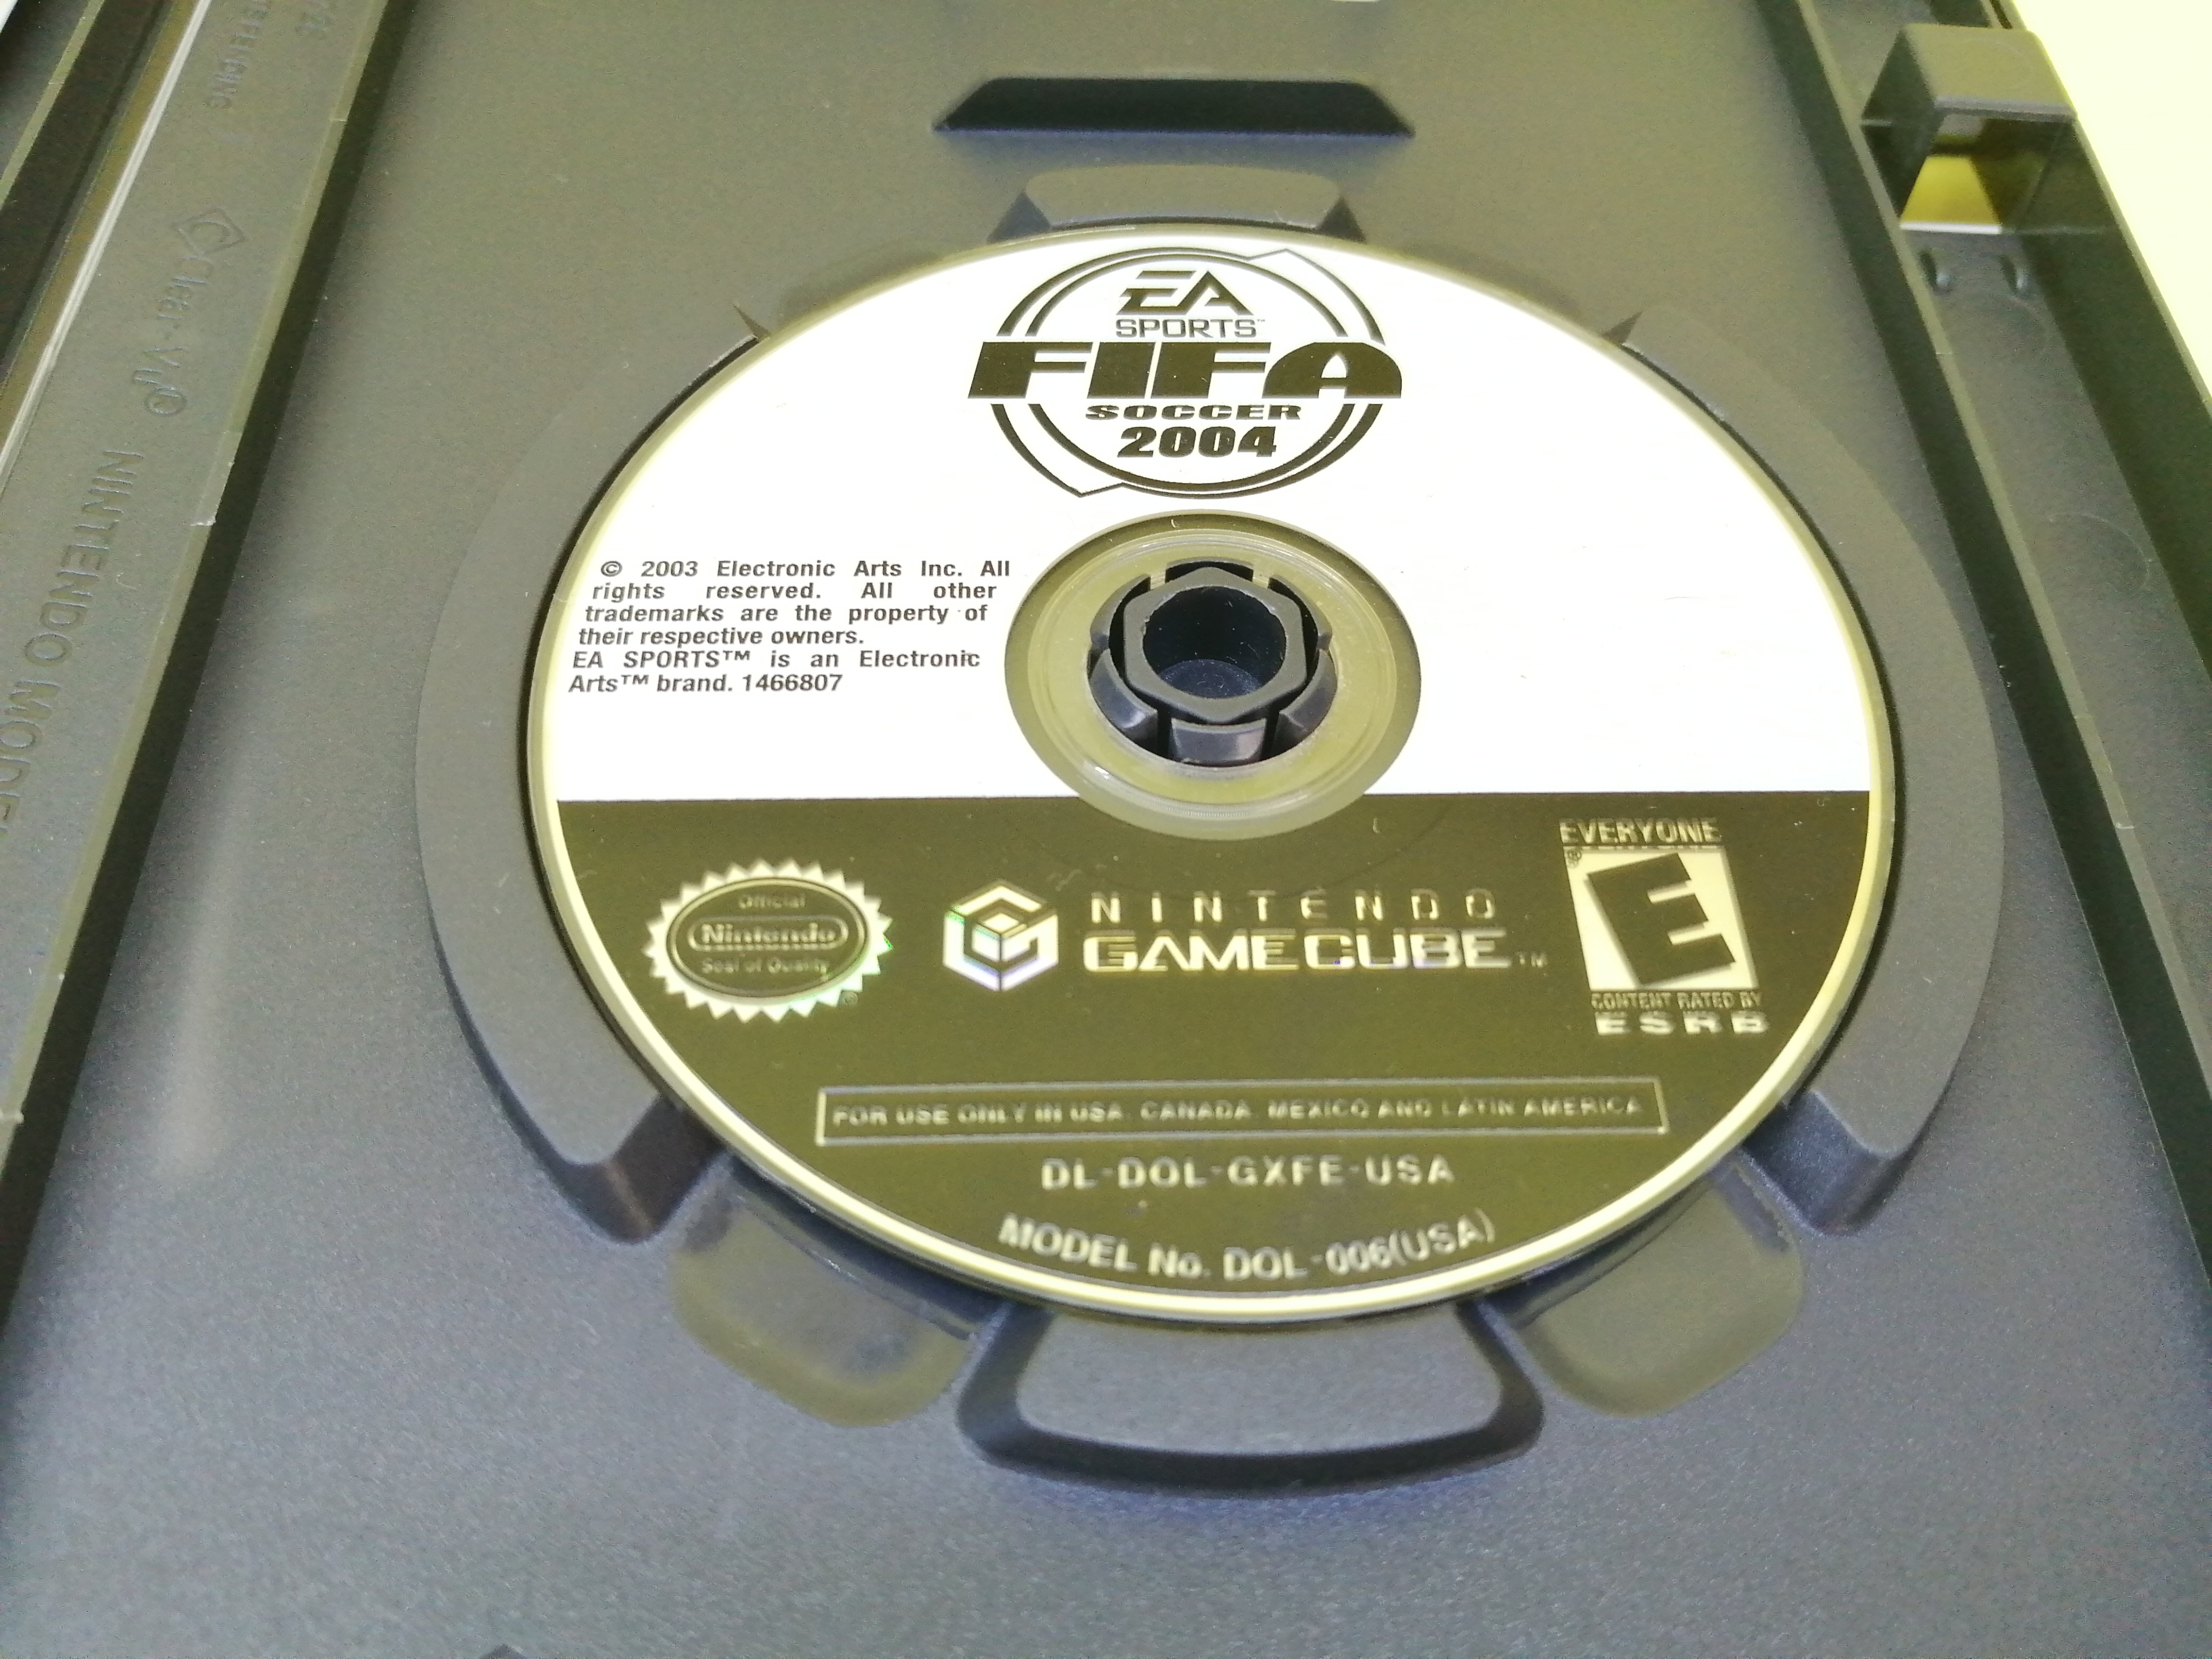 EA
SPORTS™
FIFA
SOCCER
2004
© 2003 Electronic Arts Inc. All
rights reserved. All other
trademarks are the property of
their respective owners.
EA SPORTS™ is an Electronic
Arts™ brand. 1466807
EVERYONE
E
CONTENT RATED BY
ESRB
Official
Nintendo
Seal of Quality
NINTENDO
GAMECUBE™
FOR USE ONLY IN USA, CANADA, MEXICO AND LATIN AMERICA
DL-DOL-GXFE-USA
MODEL No. DOL-006(USA)
Clear-Vu
NINTENDO